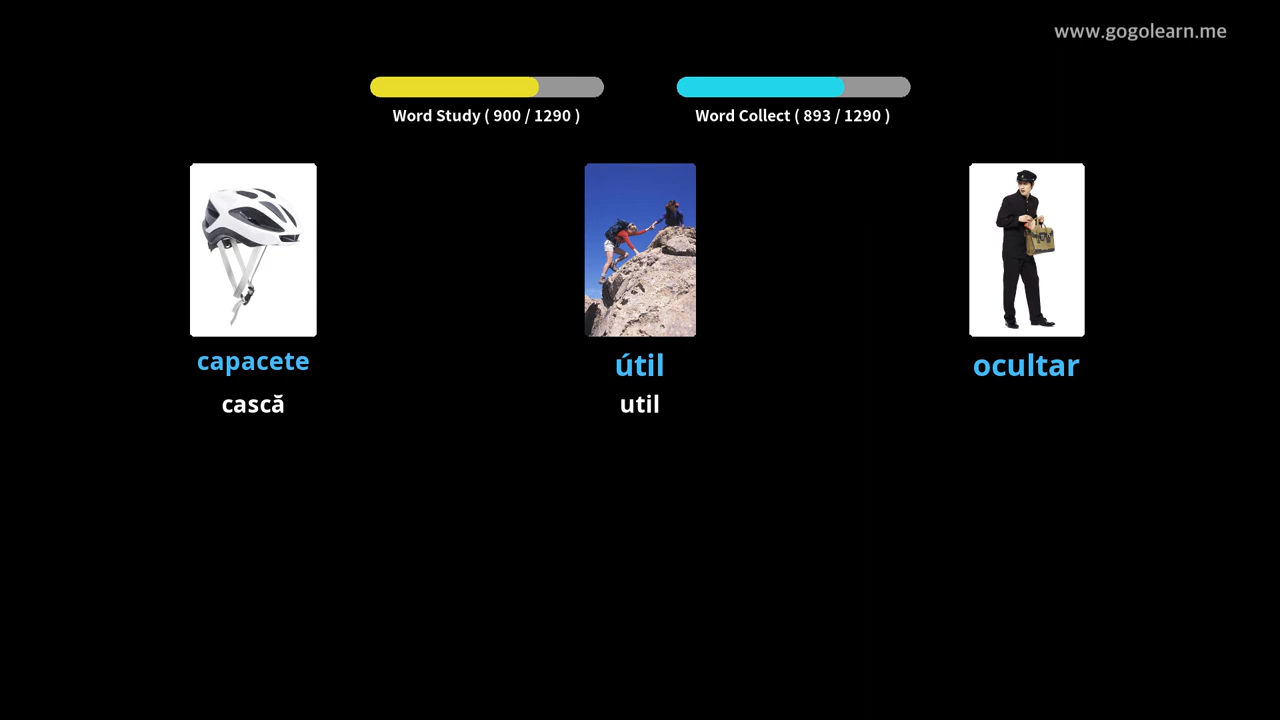 www.gogolearn.me
Word Study ( 900 / 1290 )
Word Collect ( 893 / 1290 )
capacete
útil
ocultar
cască
util